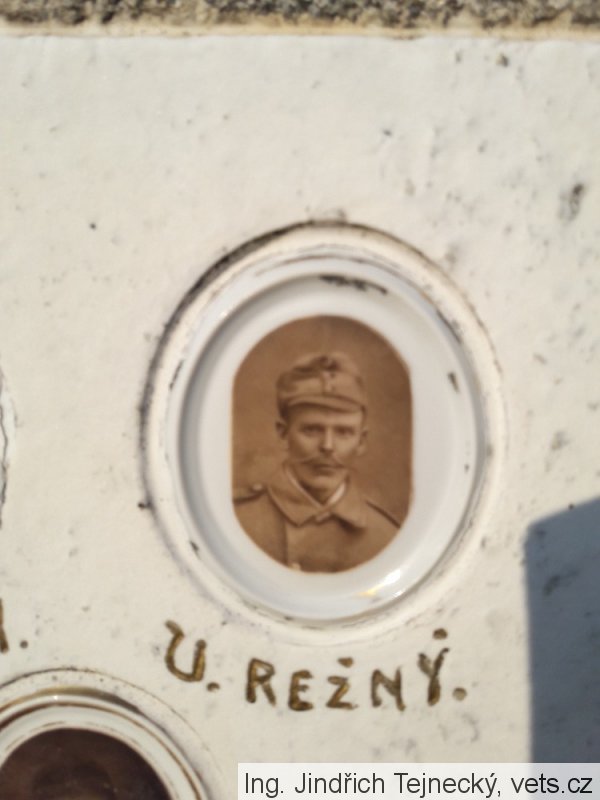 V. REŽNÝ.
Ing. Jindřich Tejnecký, vets.cz